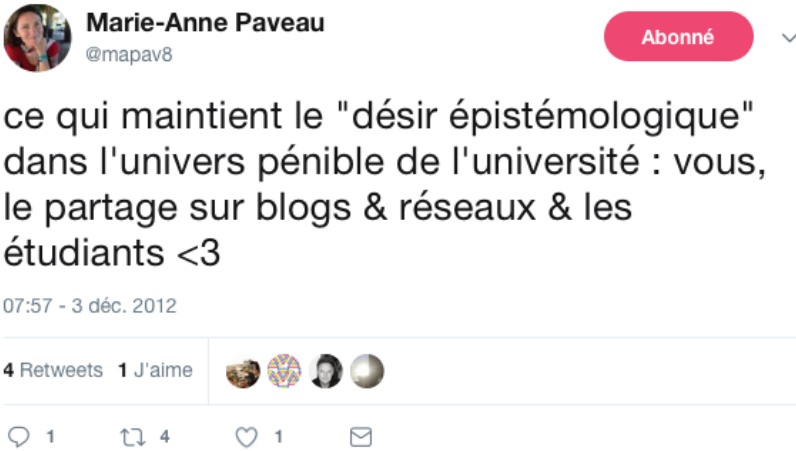 Marie-Anne Paveau
@mapav8
Abonné
ce qui maintient le "désir épistémologique"
dans l'univers pénible de l'université : vous,
le partage sur blogs & réseaux & les
étudiants <3
07:57 - 3 déc. 2012
4 Retweets 1 J'aime
1 4 1